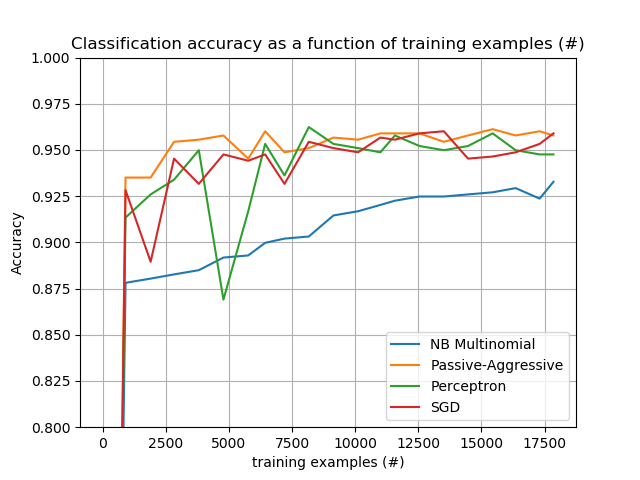 Classification accuracy as a function of training examples (#)
1.000
0.975
0.950
0.925
0.900
0.875
0.850
0.825
0.800
Accuracy
NB Multinomial
Passive-Aggressive
Perceptron
SGD
0 2500 5000 7500 10000 12500 15000 17500
training examples (#)